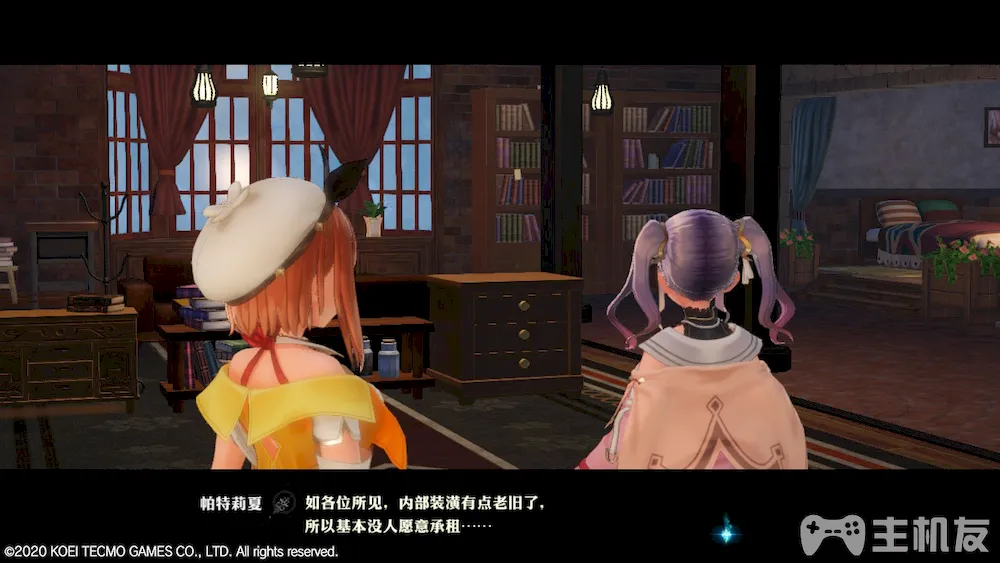 帕特莉夏
如各位所见，内部装潢有点老旧了，
所以基本没人愿意承租……
©2020 KOEI TECMO GAMES CO., LTD. All rights reserved.
主机友